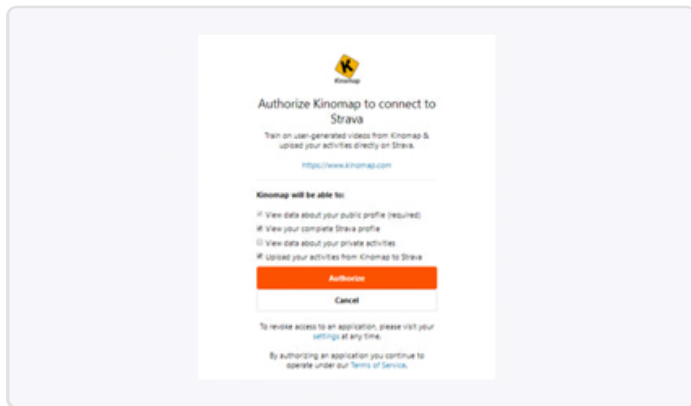 K
Kinomap
Authorize Kinomap to connect to
Strava
Train on user-generated videos from Kinomap &
upload your activities directly on Strava.
https://www.kinomap.com
Kinomap will be able to:
View data about your public profile (required)
View your complete Strava profile
View data about your private activities
Upload your activities from Kinomap to Strava
Authorize
Cancel
To revoke access to an application, please visit your
settings at any time.
By authorizing an application you continue to
operate under our Terms of Service.